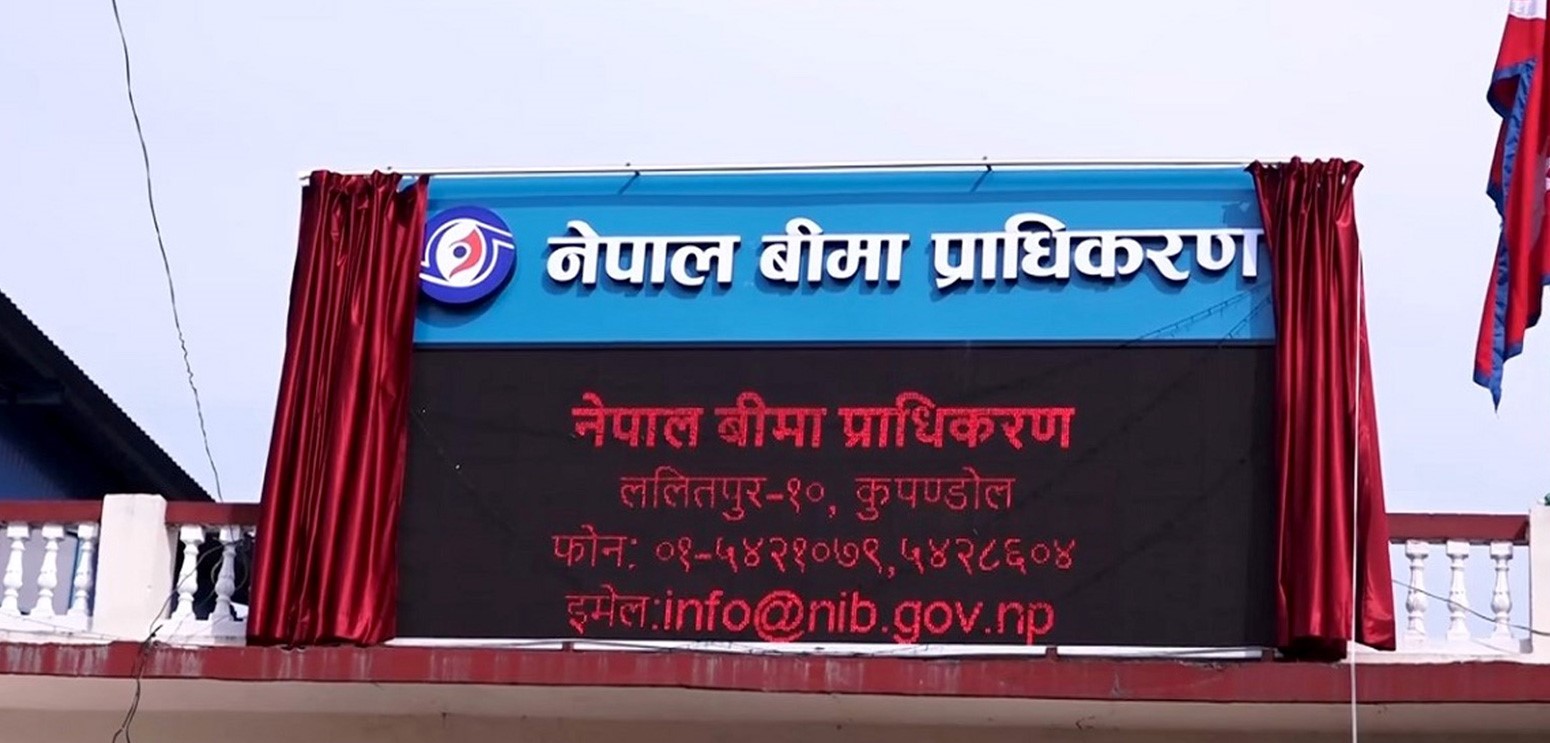 नेपाल बीमा प्राधिकरण
नेपाल बीमा प्राधिकरण
ललितपुर-१०, कुपण्डोल
फोन: ०१-५४२१०७९,५४२८६०४
इमेल:info@nib.gov.np